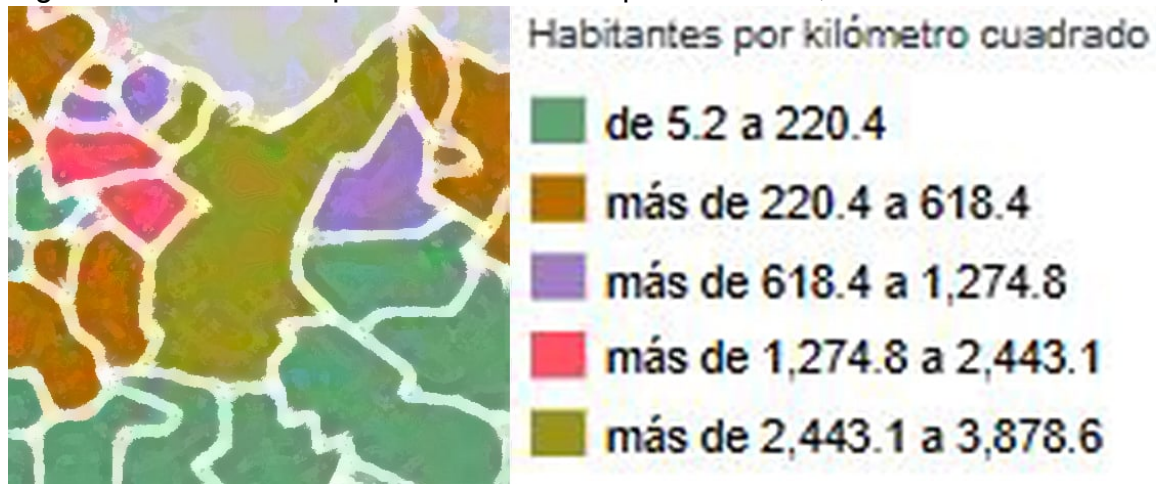 Habitantes por kilómetro cuadrado
de 5.2 a 220.4
más de 220.4 a 618.4
más de 618.4 a 1,274.8
más de 1,274.8 a 2,443.1
más de 2,443.1 a 3,878.6